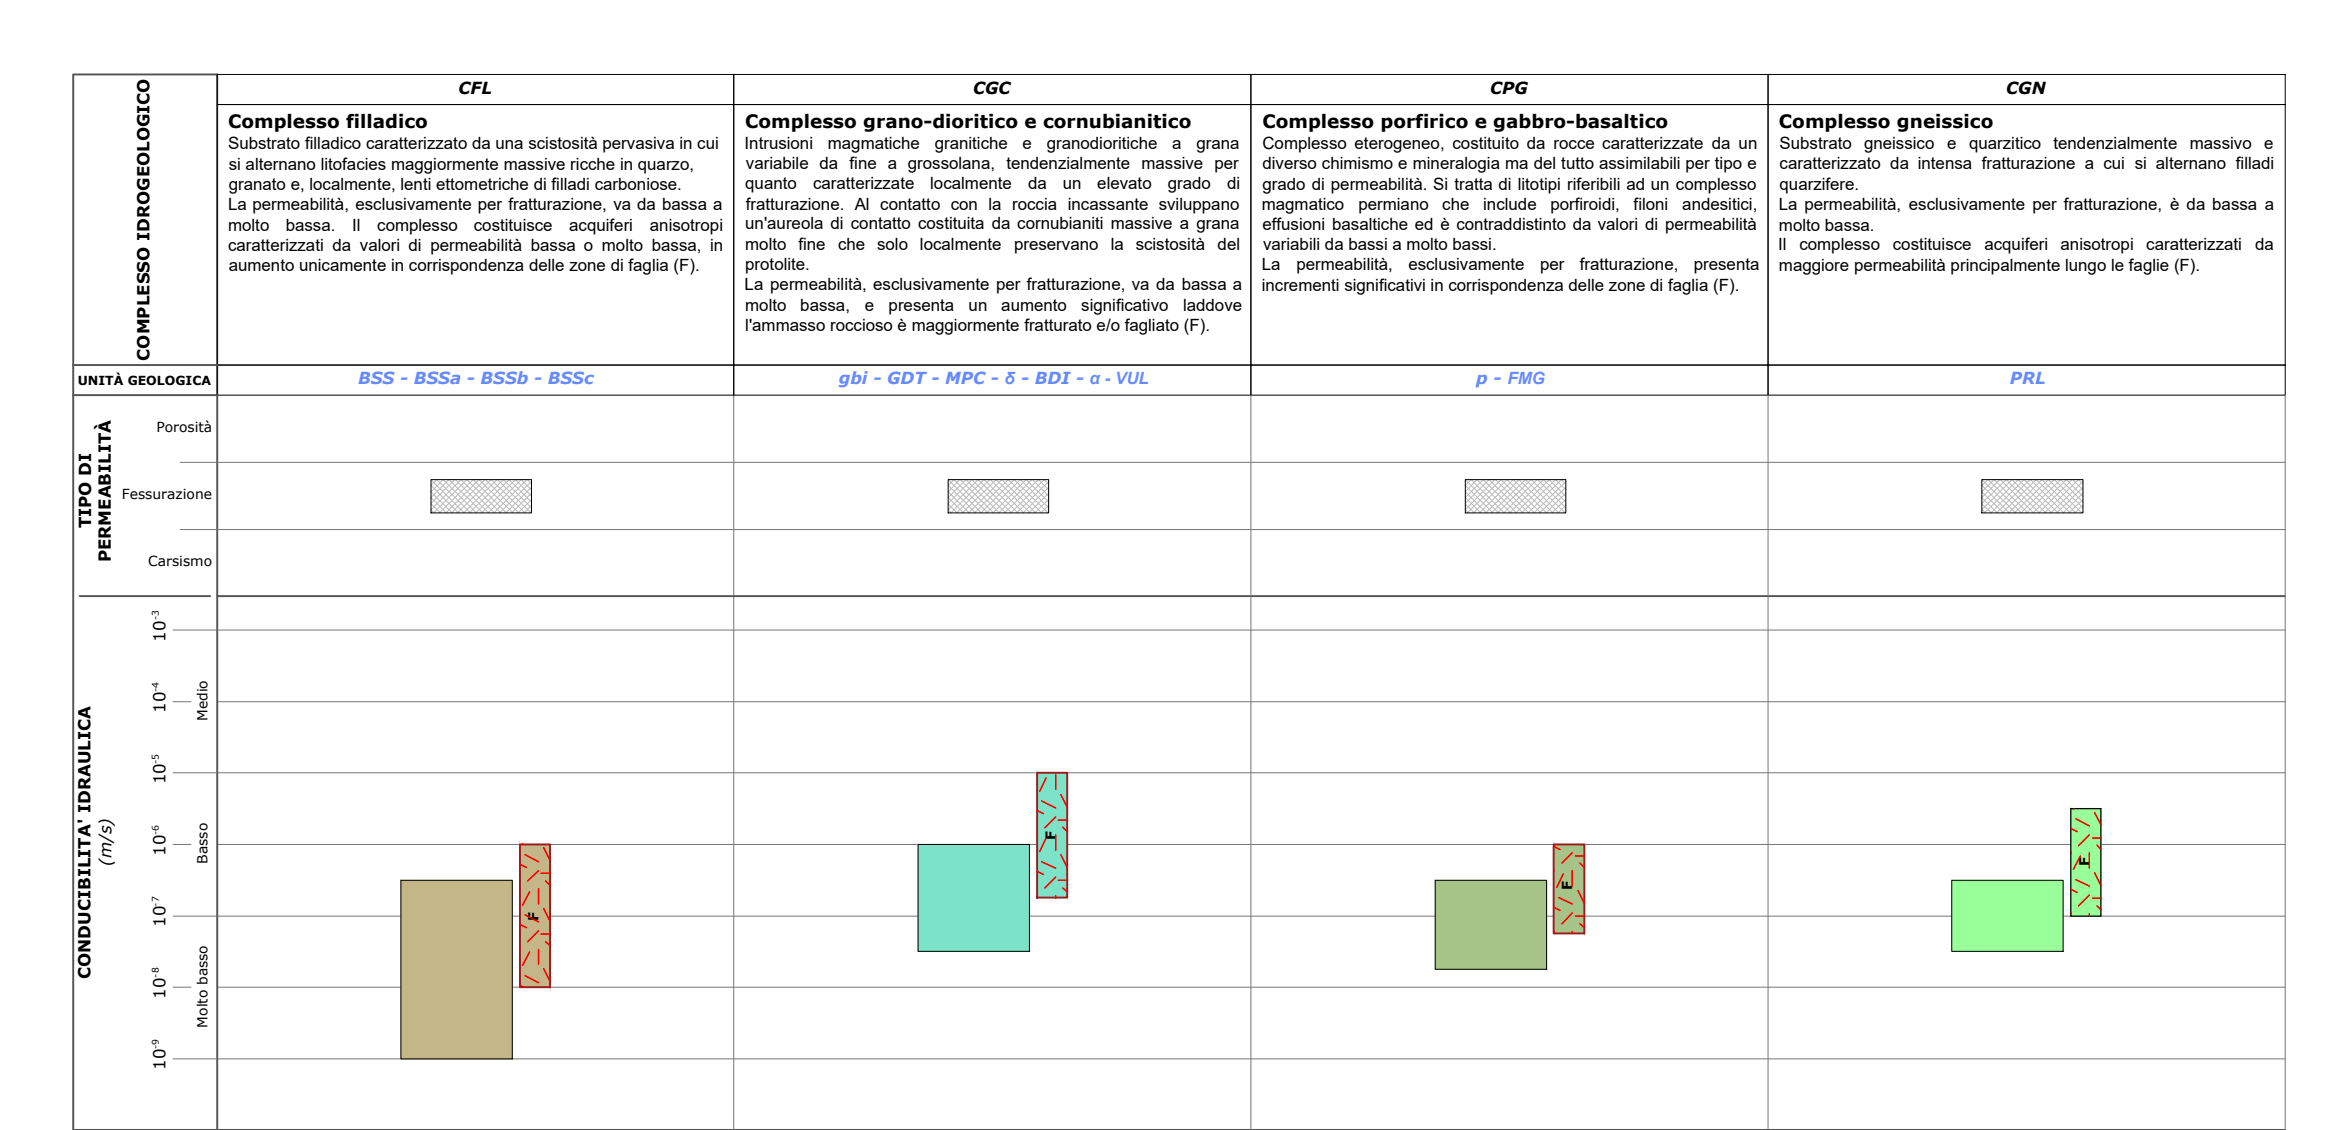 COMPLESSO IDROGEOLOGICO
CFL
Complesso filladico
Substrato filladico caratterizzato da una scistosità pervasiva in cui
si alternano litofacies maggiormente massive ricche in quarzo,
granato e, localmente, lenti ettometriche di filladi carboniose.
La permeabilità, esclusivamente per fratturazione, va da bassa a
molto bassa. Il complesso costituisce acquiferi anisotropi
caratterizzati da valori di permeabilità bassa o molto bassa, in
aumento unicamente in corrispondenza delle zone di faglia (F).
CGC
Complesso grano-dioritico e cornubianitico
Intrusioni magmatiche granitiche e granodioritiche a grana
variabile da fine a grossolana, tendenzialmente massive per
quanto caratterizzate localmente da un elevato grado di
fratturazione. Al contatto con la roccia incassante sviluppano
un'aureola di contatto costituita da cornubianiti massive a grana
molto fine che solo localmente preservano la scistosità del
protolite.
La permeabilità, esclusivamente per fratturazione, va da bassa a
molto bassa, e presenta un aumento significativo laddove
l'ammasso roccioso è maggiormente fratturato e/o fagliato (F).
CPG
Complesso porfirico e gabbro-basaltico
Complesso eterogeneo, costituito da rocce caratterizzate da un
diverso chimismo e mineralogia ma del tutto assimilabili per tipo e
grado di permeabilità. Si tratta di litotipi riferibili ad un complesso
magmatico permiano che include porfiroidi, filoni andesitici,
effusioni basaltiche ed è contraddistinto da valori di permeabilità
variabili da bassi a molto bassi.
La permeabilità, esclusivamente per fratturazione, presenta
incrementi significativi in corrispondenza delle zone di faglia (F).
CGN
Complesso gneissico
Substrato gneissico e quarzitico tendenzialmente massivo e
caratterizzato da intensa fratturazione a cui si alternano filladi
quarzifere.
La permeabilità, esclusivamente per fratturazione, è da bassa a
molto bassa.
Il complesso costituisce acquiferi anisotropi caratterizzati da
maggiore permeabilità principalmente lungo le faglie (F).
UNITÀ GEOLOGICA
BSS - BSSa - BSSb - BSSc
gbi - GDT - MPC - δ - BDI - α - VUL
p - FMG
PRL
TIPO DI
PERMEABILITÀ
Porosità
Fessurazione
Carsismo
CONDUCIBILITA' IDRAULICA
(m/s)
10⁻³
10⁻⁴
10⁻⁵
10⁻⁶
10⁻⁷
10⁻⁸
10⁻⁹
Medio
Basso
Molto basso
F
F
F
F